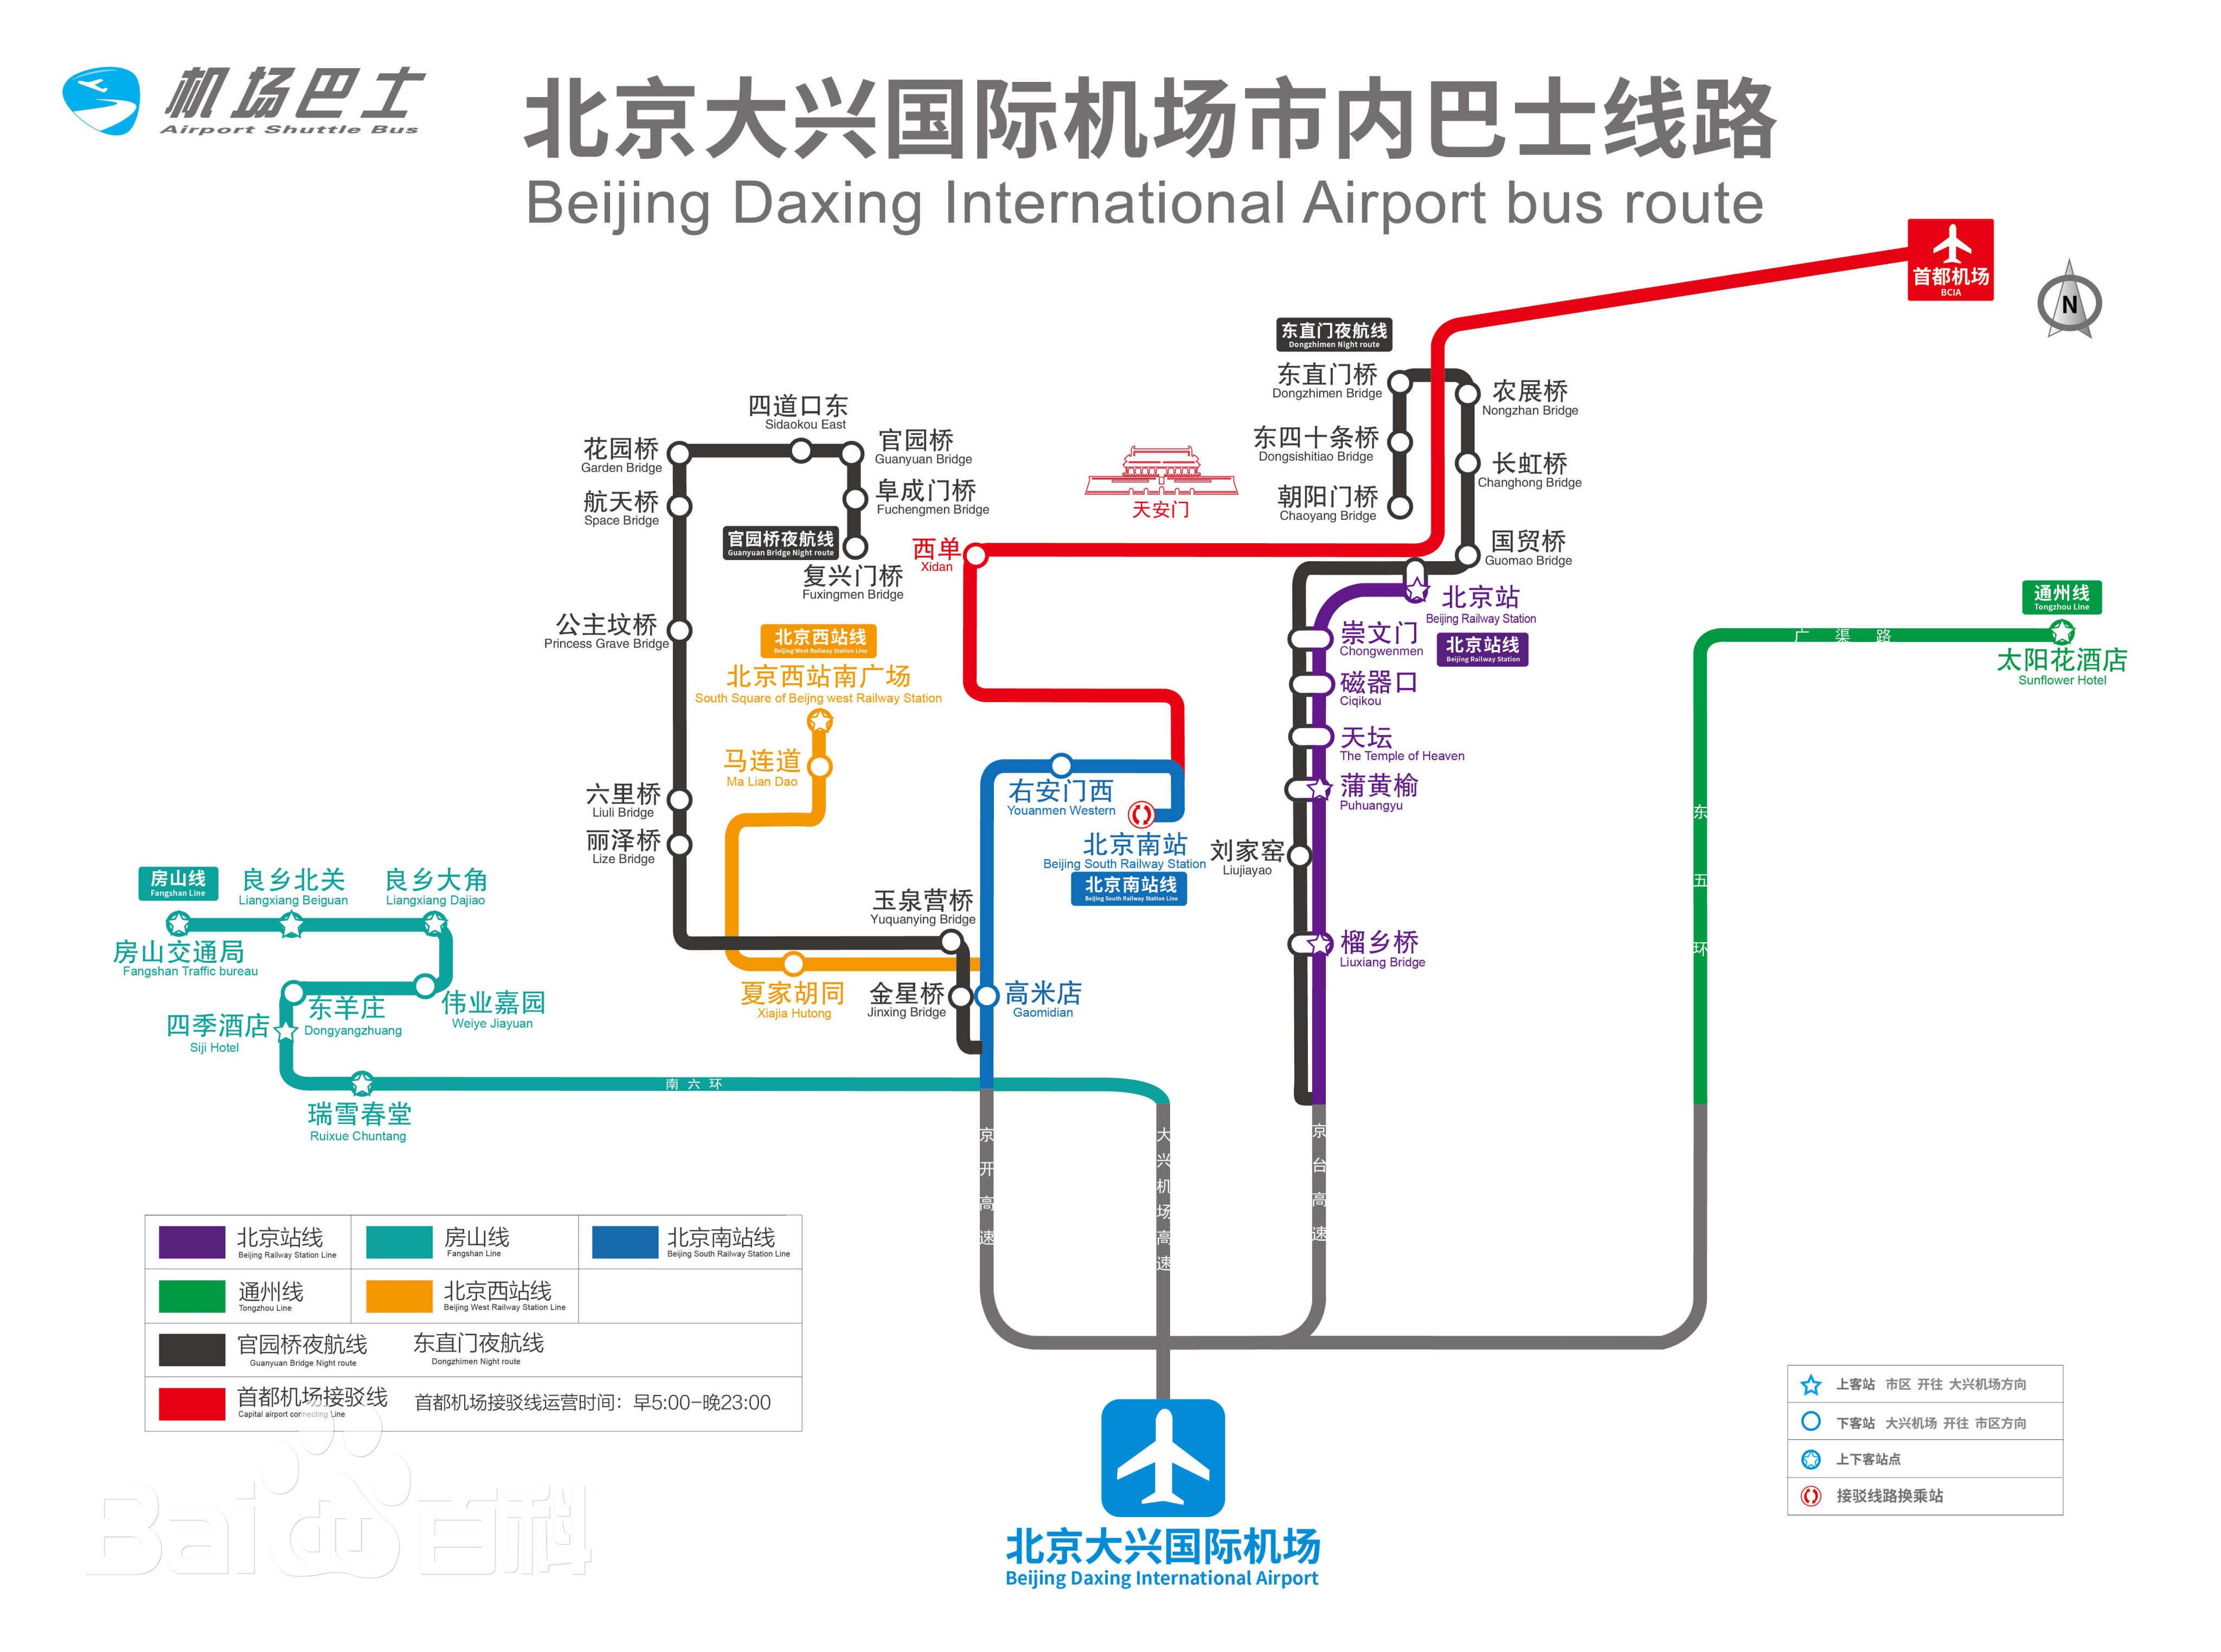 机场巴士
Airport Shuttle Bus
北京大兴国际机场市内巴士线路
Beijing Daxing International Airport bus route
首都机场
BCIA
N
东直门夜航线
Dongzhimen Night route
东直门桥
Dongzhimen Bridge
农展桥
Nongzhan Bridge
四道口东
Sidaokou East
花园桥
Garden Bridge
官园桥
Guanyuan Bridge
东四十条桥
Dongsishitiao Bridge
长虹桥
Changhong Bridge
航天桥
Space Bridge
阜成门桥
Fuchengmen Bridge
天安门
朝阳门桥
Chaoyang Bridge
官园桥夜航线
Guanyuan Bridge Night route
复兴门桥
Fuxingmen Bridge
西单
Xidan
国贸桥
Guomao Bridge
北京站
Beijing Railway Station
北京站线
Beijing Railway Station
通州线
Tongzhou Line
太阳花酒店
Sunflower Hotel
广渠路
公主坟桥
Princess Grave Bridge
北京西站线
Beijing West Railway Station Line
北京西站南广场
South Square of Beijng west Railway Station
崇文门
Chongwenmen
磁器口
Ciqikou
天坛
The Temple of Heaven
马连道
Ma Lian Dao
六里桥
Liuli Bridge
右安门西
Youanmen Western
蒲黄榆
Puhuangyu
丽泽桥
Lize Bridge
北京南站
Beijing South Railway Station
北京南站线
Beijing South Railway Station Line
刘家窑
Liujiayao
东五环
房山线
Fangshan Line
良乡北关
Liangxiang Beiguan
良乡大角
Liangxiang Dajiao
房山交通局
Fangshan Traffic bureau
玉泉营桥
Yuquanying Bridge
榴乡桥
Liuxiang Bridge
东羊庄
Dongyangzhuang
伟业嘉园
Weiye Jiayuan
四季酒店
Siji Hotel
夏家胡同
Xiajia Hutong
金星桥
Jinxing Bridge
高米店
Gaomidian
南六环
瑞雪春堂
Ruixue Chuntang
京开高速
大兴机场高速
京台高速
北京站线
Beijing Railway Station Line
房山线
Fangshan Line
北京南站线
Beijing South Railway Station Line
通州线
Tongzhou Line
北京西站线
Beijing West Railway Station Line
官园桥夜航线
Guanyuan Bridge Night route
东直门夜航线
Dongzhimen Night route
首都机场接驳线
Capital airport connecting Line
首都机场接驳线运营时间：早5:00-晚23:00
上客站 市区 开往 大兴机场方向
下客站 大兴机场 开往 市区方向
上下客站点
接驳线路换乘站
北京大兴国际机场
Beijing Daxing International Airport
Bai百科